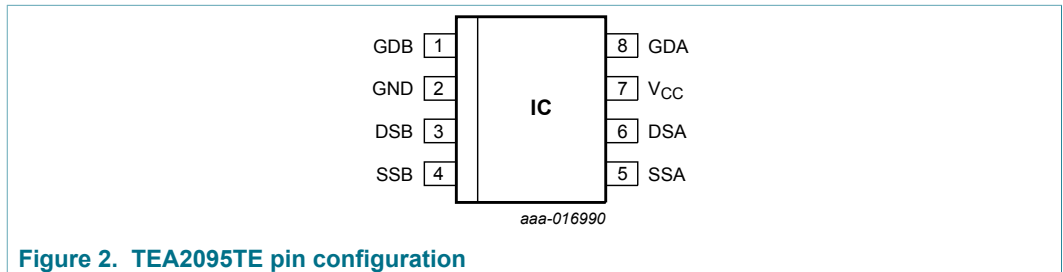 GDB 1 8 GDA
GND 2 7 VCC
IC
DSB 3 6 DSA
SSB 4 5 SSA
aaa-016990
Figure 2. TEA2095TE pin configuration